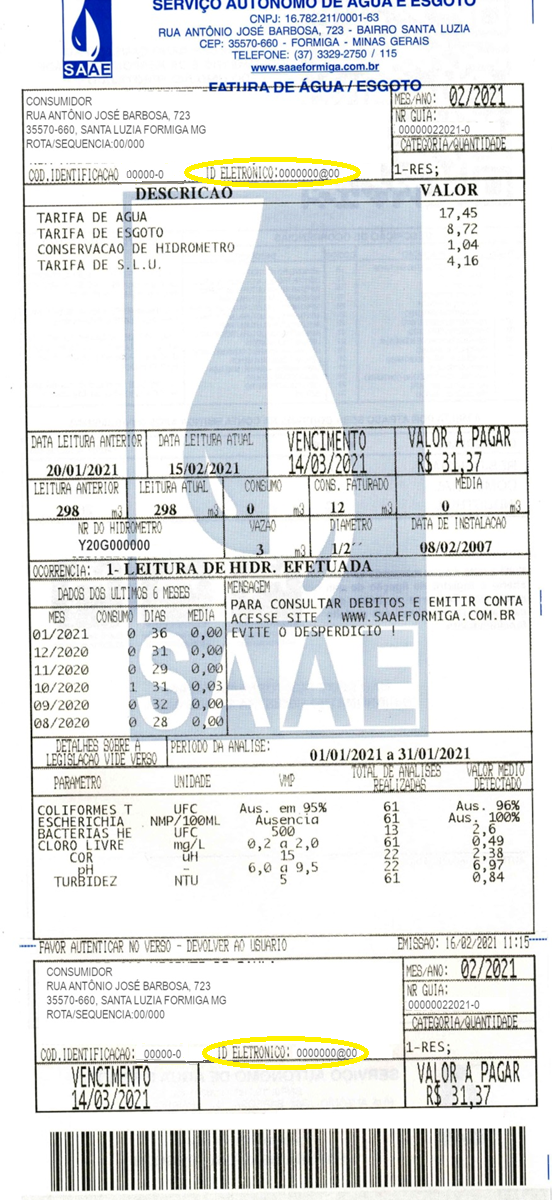 SERVIÇO AUTÔNOMO DE ÁGUA E ESGOTO
CNPJ: 16.782.211/0001-63
RUA ANTÔNIO JOSÉ BARBOSA, 723 - BAIRRO SANTA LUZIA
CEP: 35570-660 - FORMIGA - MINAS GERAIS
TELEFONE: (37) 3329-2750 / 115
www.saaeformiga.com.br
SAAE
FATURA DE ÁGUA / ESGOTO
CONSUMIDOR
RUA ANTÔNIO JOSÉ BARBOSA, 723
35570-660, SANTA LUZIA FORMIGA MG
ROTA/SEQUENCIA:00/000
MES/ANO: 02/2021
NR GUIA:
00000022021-0
CATEGORIA/QUANTIDADE
1-RES;
COD.IDENTIFICACAO 00000-0 ID ELETRONICO:0000000@00
DESCRICAO VALOR
TARIFA DE AGUA 17,45
TARIFA DE ESGOTO 8,72
CONSERVACAO DE HIDROMETRO 1,04
TARIFA DE S.L.U. 4,16
DATA LEITURA ANTERIOR DATA LEITURA ATUAL VENCIMENTO VALOR A PAGAR
20/01/2021 15/02/2021 14/03/2021 R$ 31,37
LEITURA ANTERIOR LEITURA ATUAL CONSUMO CONS. FATURADO MEDIA
298 m3 298 m3 0 m3 12 m3 0 m3
NR DO HIDROMETRO VAZAO DIAMETRO DATA DE INSTALACAO
Y20G000000 3 m3 1/2´´ 08/02/2007
OCORRENCIA: 1- LEITURA DE HIDR. EFETUADA
DADOS DOS ULTIMOS 6 MESES
MES CONSUMO DIAS MEDIA
01/2021 0 36 0,00
12/2020 0 31 0,00
11/2020 0 29 0,00
10/2020 1 31 0,03
09/2020 0 32 0,00
08/2020 0 28 0,00
MENSAGEM
PARA CONSULTAR DEBITOS E EMITIR CONTA
ACESSE SITE : WWW.SAAEFORMIGA.COM.BR
EVITE O DESPERDICIO !
SAAE
DETALHES SOBRE A
LEGISLACAO VIDE VERSO
PERIODO DA ANALISE: 01/01/2021 a 31/01/2021
PARAMETRO UNIDADE VMP TOTAL DE ANALISES REALIZADAS VALOR MEDIO DETECTADO
COLIFORMES T UFC Aus. em 95% 61 Aus. 96%
ESCHERICHIA NMP/100ML Ausencia 61 Aus. 100%
BACTERIAS HE UFC 500 13 2,6
CLORO LIVRE mg/L 0,2 a 2,0 61 0,49
COR uH 15 22 2,38
pH - 6,0 a 9,5 22 6,97
TURBIDEZ NTU 5 61 0,84
FAVOR AUTENTICAR NO VERSO - DEVOLVER AO USUARIO EMISSAO: 16/02/2021 11:15
CONSUMIDOR
RUA ANTÔNIO JOSÉ BARBOSA, 723
35570-660, SANTA LUZIA FORMIGA MG
ROTA/SEQUENCIA:00/000
MES/ANO: 02/2021
NR GUIA:
00000022021-0
CATEGORIA/QUANTIDADE
1-RES;
COD.IDENTIFICACAO: 00000-0 ID ELETRONICO: 0000000@00
VENCIMENTO VALOR A PAGAR
14/03/2021 R$ 31,37